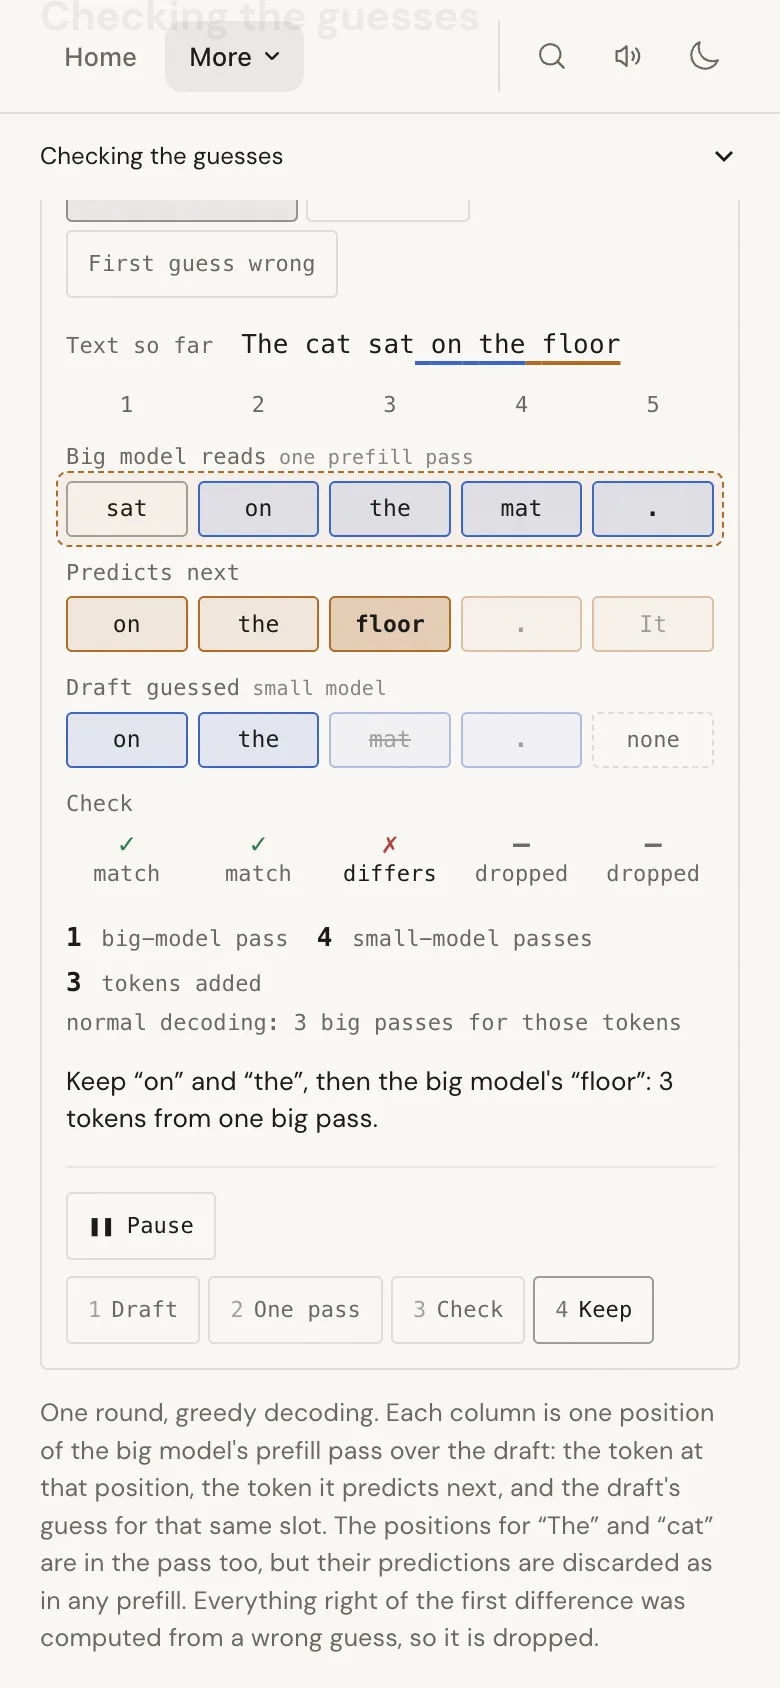 Checking the guesses
Home More
Checking the guesses
First guess wrong
Text so far The cat sat on the floor
1 2 3 4 5
Big model reads one prefill pass
sat on the mat .
Predicts next
on the floor . It
Draft guessed small model
on the mat . none
Check
✓ ✓ ✗ — —
match match differs dropped dropped
1 big-model pass 4 small-model passes
3 tokens added
normal decoding: 3 big passes for those tokens
Keep “on” and “the”, then the big model's “floor”: 3
tokens from one big pass.
Pause
1 Draft 2 One pass 3 Check 4 Keep
One round, greedy decoding. Each column is one position
of the big model's prefill pass over the draft: the token at
that position, the token it predicts next, and the draft's
guess for that same slot. The positions for “The” and “cat”
are in the pass too, but their predictions are discarded as
in any prefill. Everything right of the first difference was
computed from a wrong guess, so it is dropped.